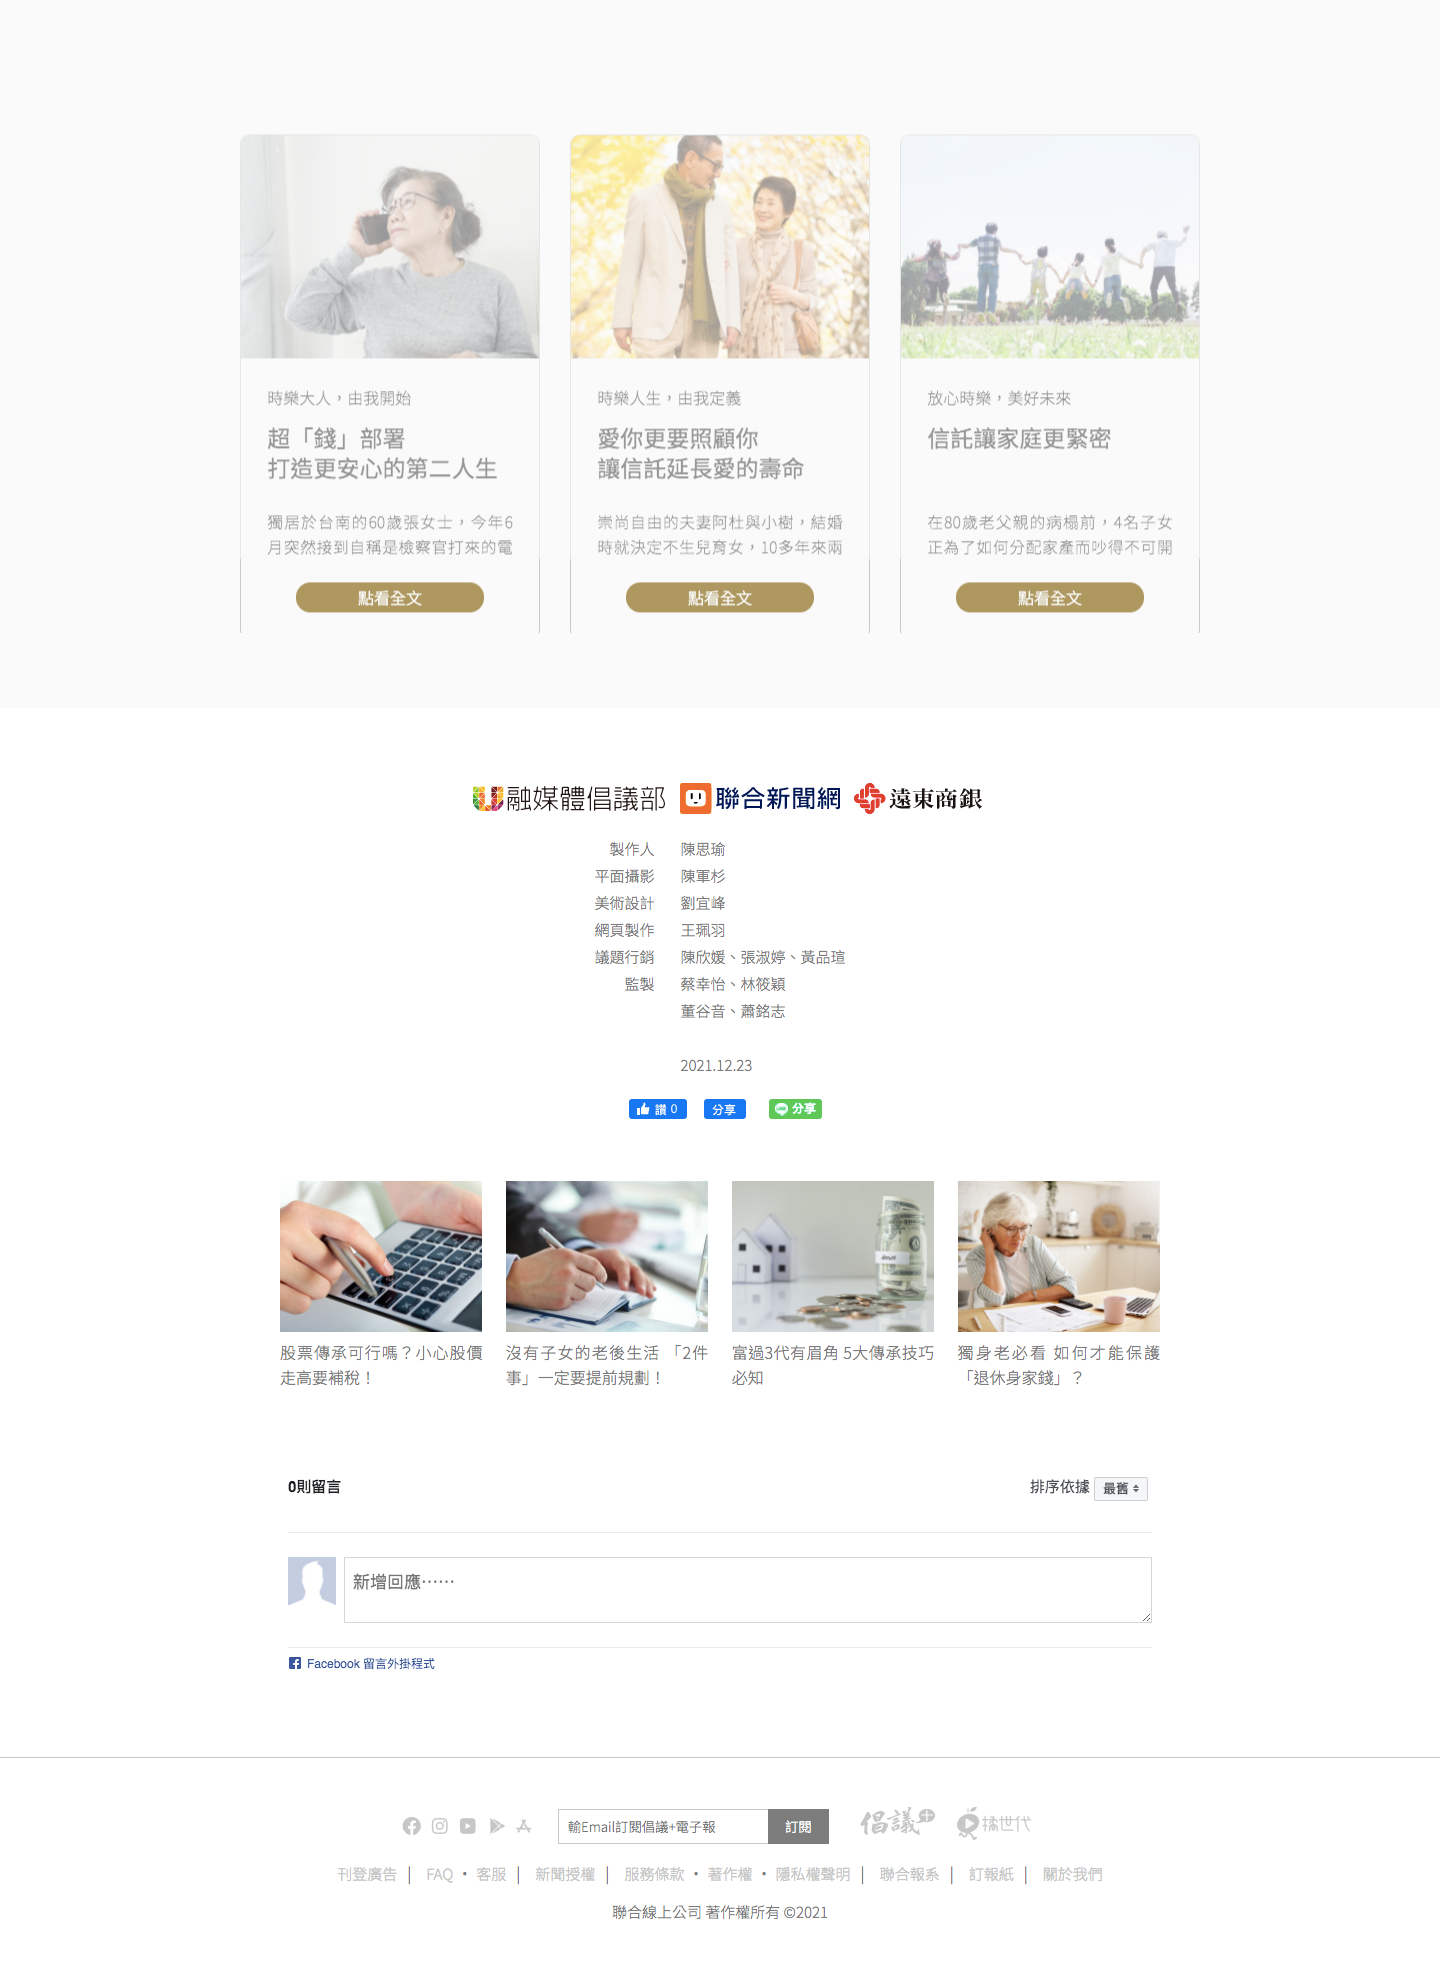 時樂大人，由我開始
超「錢」部署
打造更安心的第二人生
獨居於台南的60歲張女士，今年6
月突然接到自稱是檢察官打來的電
點看全文
時樂人生，由我定義
愛你更要照顧你
讓信託延長愛的壽命
崇尚自由的夫妻阿杜與小樹，結婚
時就決定不生兒育女，10多年來兩
點看全文
放心時樂，美好未來
信託讓家庭更緊密
在80歲老父親的病榻前，4名子女
正為了如何分配家產而吵得不可開
點看全文
融媒體倡議部 聯合新聞網 遠東商銀
製作人 陳思瑜
平面攝影 陳軍杉
美術設計 劉宜峰
網頁製作 王珮羽
議題行銷 陳欣媛、張淑婷、黃品瑄
監製 蔡幸怡、林筱穎
董谷音、蕭銘志
2021.12.23
讚 0 分享 分享
股票傳承可行嗎？小心股價
走高要補稅！
沒有子女的老後生活 「2件
事」一定要提前規劃！
富過3代有眉角 5大傳承技巧
必知
獨身老必看 如何才能保護
「退休身家錢」？
0則留言 排序依據 最舊
新增回應……
Facebook 留言外掛程式
輸Email訂閱倡議+電子報 訂閱 倡議+ 橘世代
刊登廣告 | FAQ • 客服 | 新聞授權 | 服務條款 • 著作權 • 隱私權聲明 | 聯合報系 | 訂報紙 | 關於我們
聯合線上公司 著作權所有 ©2021